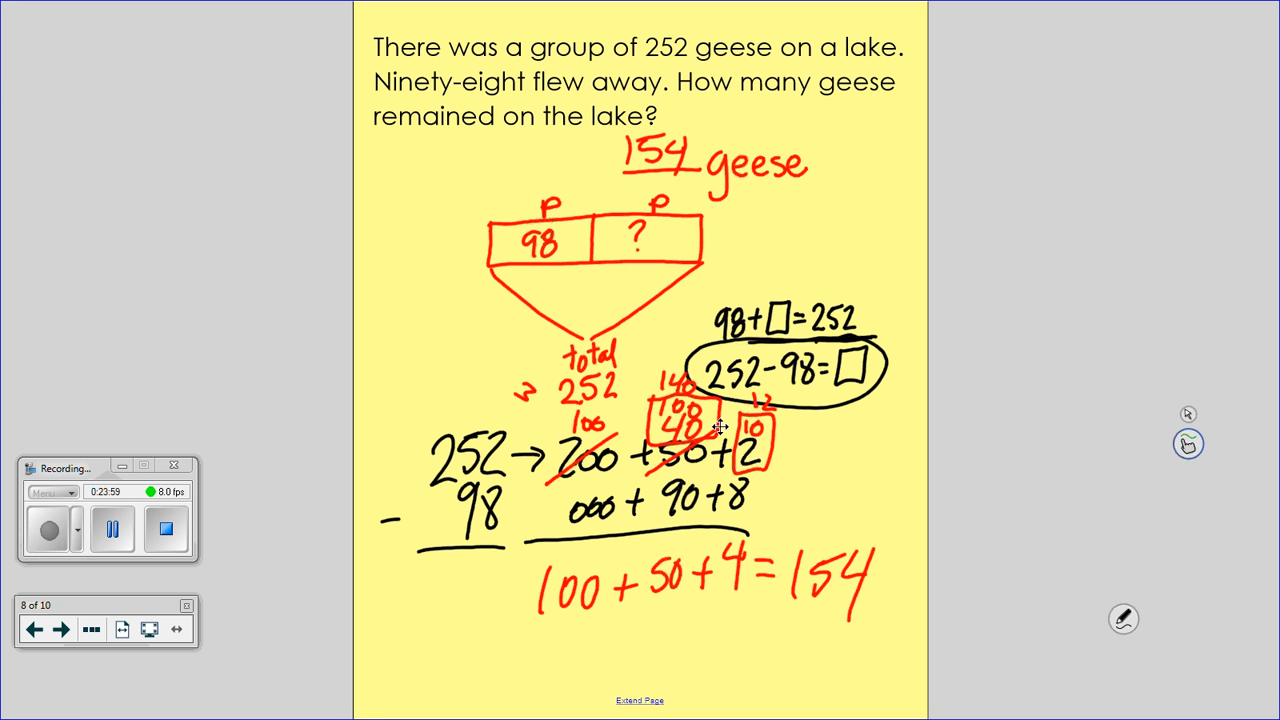 There was a group of 252 geese on a lake.
Ninety-eight flew away. How many geese
remained on the lake?
154 geese
P P
98 ?
98+□=252
total
252-98=□
252
140
12
100
100
40
10
252→200+50+2
- 98 000+90+8
100+50+4=154
Recording...
Menu
0:23:59
8.0 fps
8 of 10
Extend Page